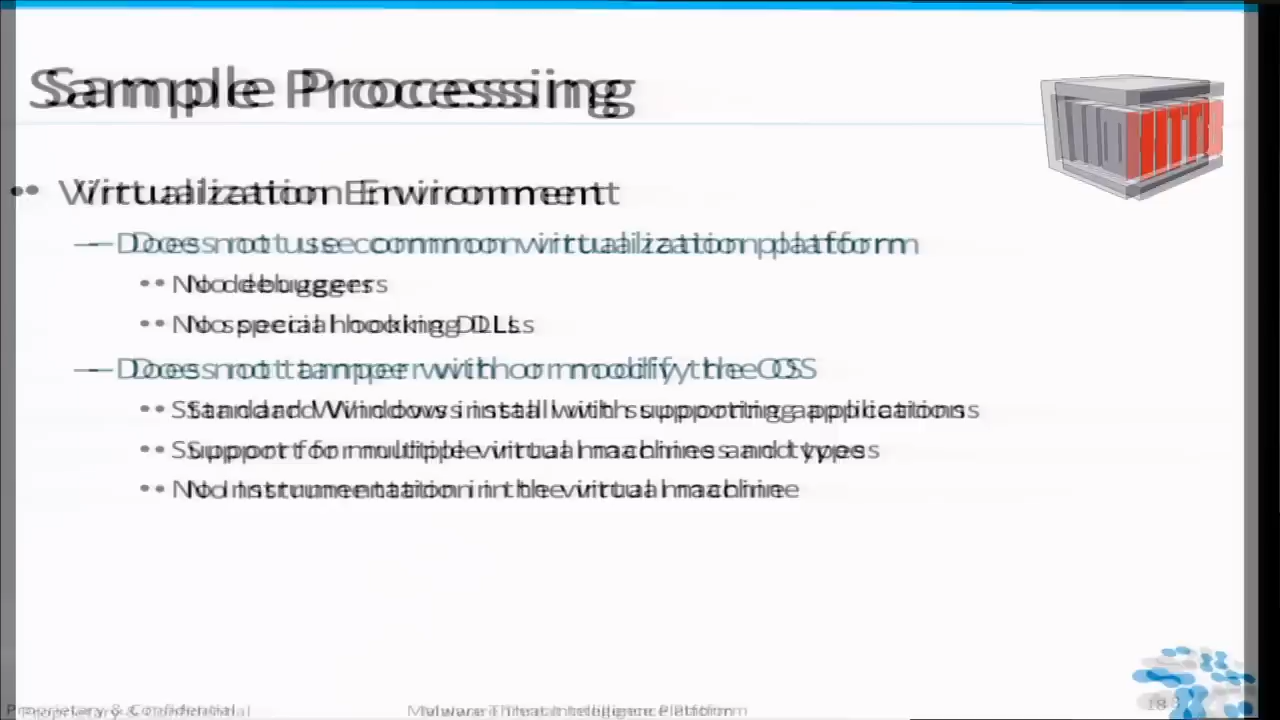 Sample Processing
• Virtualization Environment
— Does not use common virtualization platform
• No debuggers
• No special hooking DLLs
— Does not tamper with or modify the OS
• Standard Windows install with supporting applications
• Support for multiple virtual machines and types
• No Instrumentation in the virtual machine
Proprietary & Confidential
Malware Threat Intelligence Platform
18